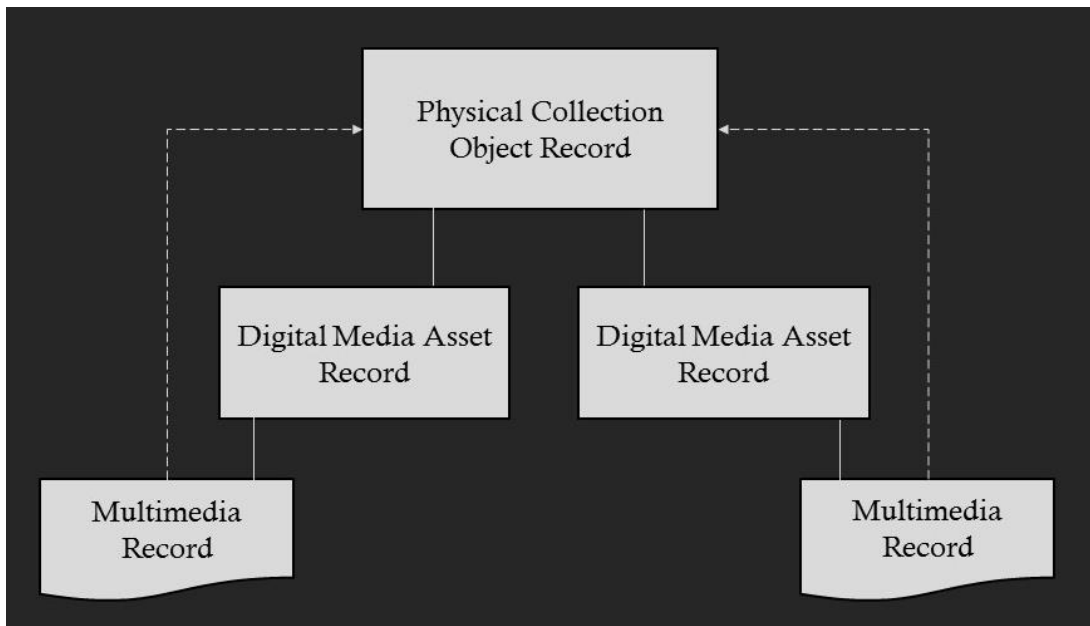 Physical Collection
Object Record
Digital Media Asset
Record
Digital Media Asset
Record
Multimedia
Record
Multimedia
Record